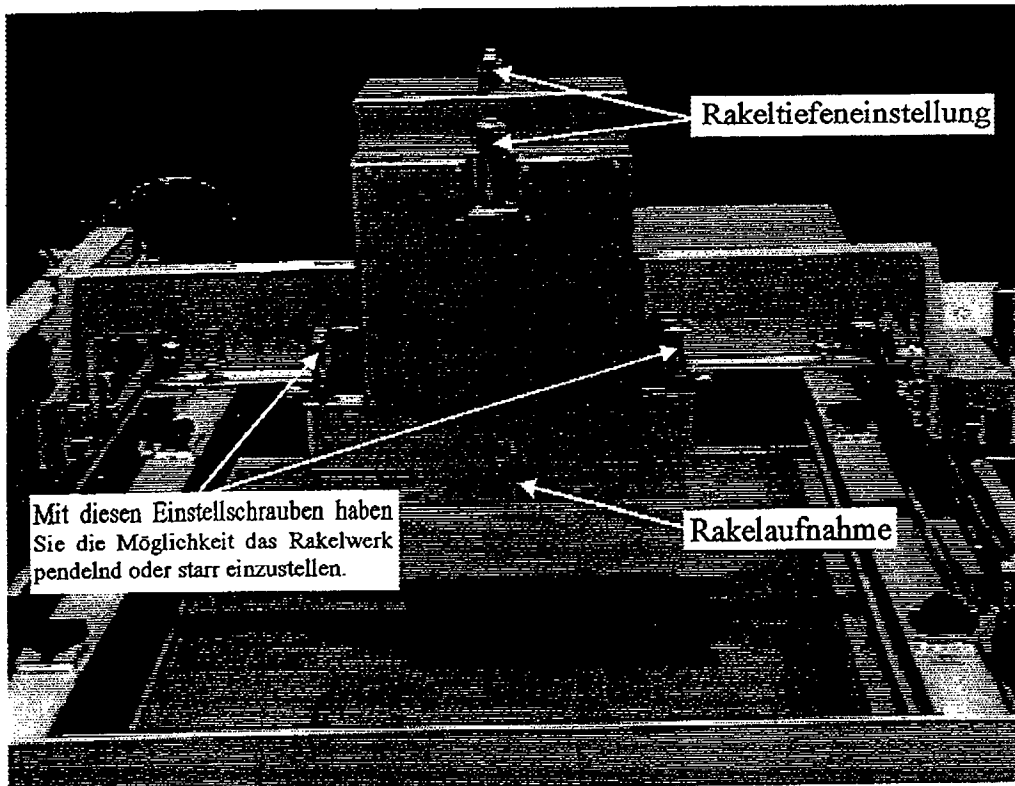 Rakeltiefeneinstellung
Mit diesen Einstellschrauben haben
Sie die Möglichkeit das Rakelwerk
pendelnd oder starr einzustellen.
Rakelaufnahme